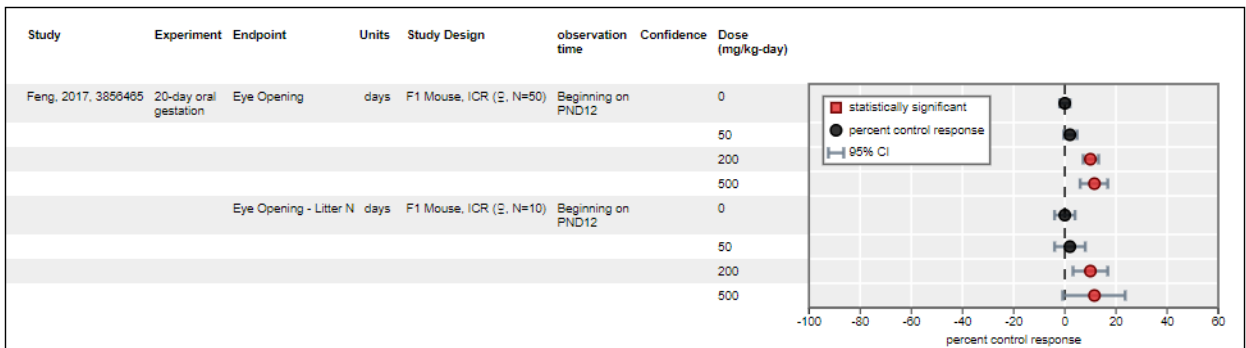 Study Experiment Endpoint Units Study Design observation time Confidence Dose (mg/kg-day)
Feng, 2017, 3856465 20-day oral gestation Eye Opening days F1 Mouse, ICR (♀, N=50) Beginning on PND12 0
50
200
500
Eye Opening - Litter N days F1 Mouse, ICR (♀, N=10) Beginning on PND12 0
50
200
500
statistically significant
percent control response
95% CI
-100 -80 -60 -40 -20 0 20 40 60
percent control response